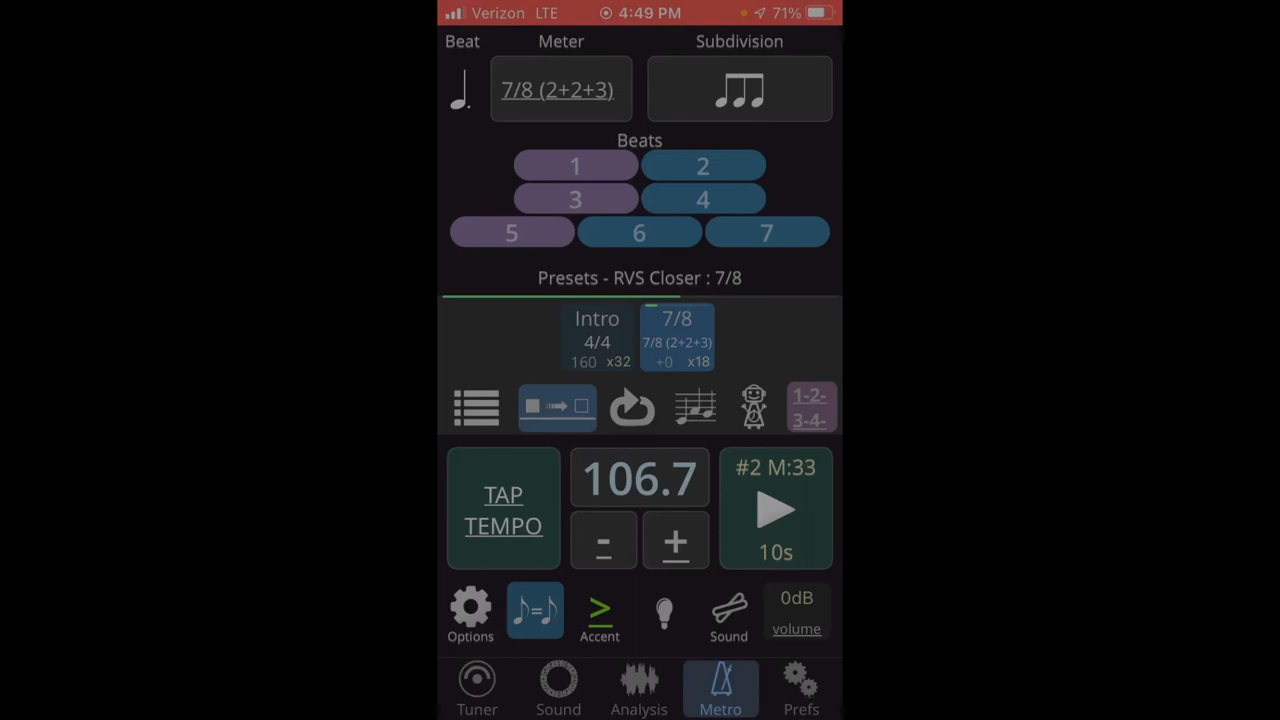 Verizon LTE 4:49 PM 71%
Beat Meter Subdivision
7/8 (2+2+3)
Beats
1 2
3 4
5 6 7
Presets - RVS Closer : 7/8
Intro 7/8
4/4 7/8 (2+2+3)
160 x32 +0 x18
1-2-
3-4-
TAP
TEMPO
106.7
- +
#2 M:33
10s
Options
=
>
Accent
Sound
0dB
volume
Tuner Sound Analysis Metro Prefs